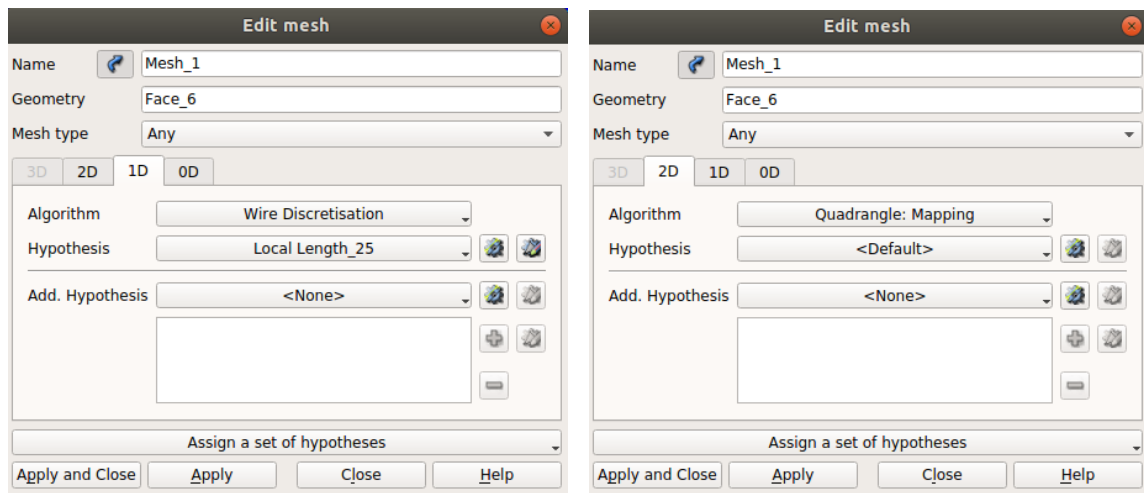 Edit mesh
Name Mesh_1
Geometry Face_6
Mesh type Any
3D 2D 1D 0D
Algorithm Wire Discretisation
Hypothesis Local Length_25
Add. Hypothesis <None>
Assign a set of hypotheses
Apply and Close Apply Close Help
Edit mesh
Name Mesh_1
Geometry Face_6
Mesh type Any
3D 2D 1D 0D
Algorithm Quadrangle: Mapping
Hypothesis <Default>
Add. Hypothesis <None>
Assign a set of hypotheses
Apply and Close Apply Close Help